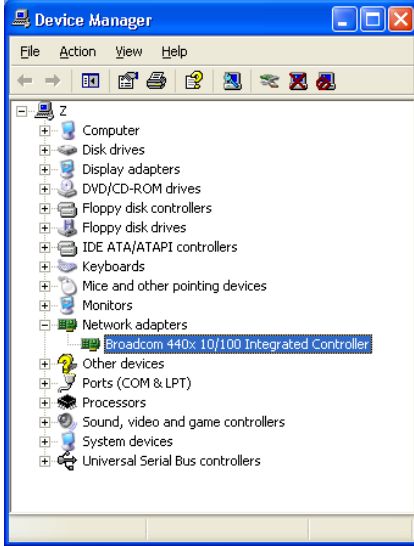 Device Manager
File Action View Help
Z
Computer
Disk drives
Display adapters
DVD/CD-ROM drives
Floppy disk controllers
Floppy disk drives
IDE ATA/ATAPI controllers
Keyboards
Mice and other pointing devices
Monitors
Network adapters
Broadcom 440x 10/100 Integrated Controller
Other devices
Ports (COM & LPT)
Processors
Sound, video and game controllers
System devices
Universal Serial Bus controllers